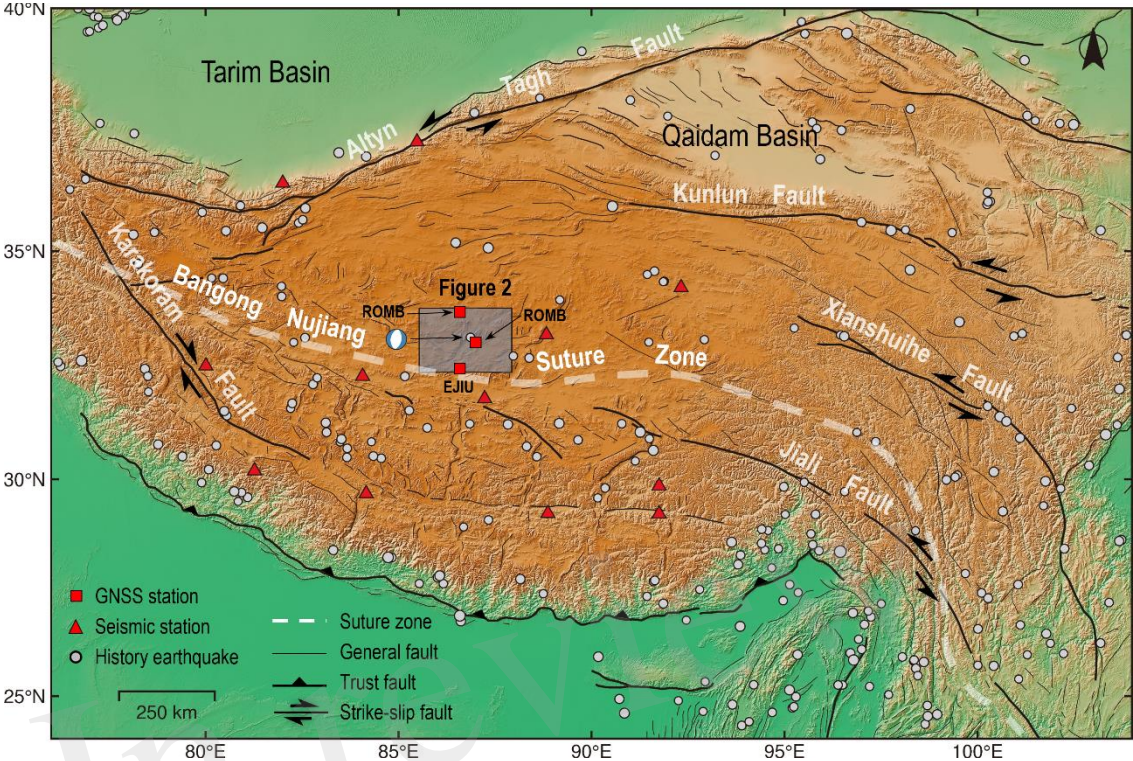 40°N
35°N
30°N
25°N
80°E
85°E
90°E
95°E
100°E
Tarim Basin
Altyn Tagh Fault
Qaidam Basin
Kunlun Fault
Karakoram Fault
Bangong Nujiang Suture Zone
Figure 2
ROMB
ROMB
EJIU
Xianshuihe Fault
Jiali Fault
GNSS station
Seismic station
History earthquake
250 km
Suture zone
General fault
Trust fault
Strike-slip fault